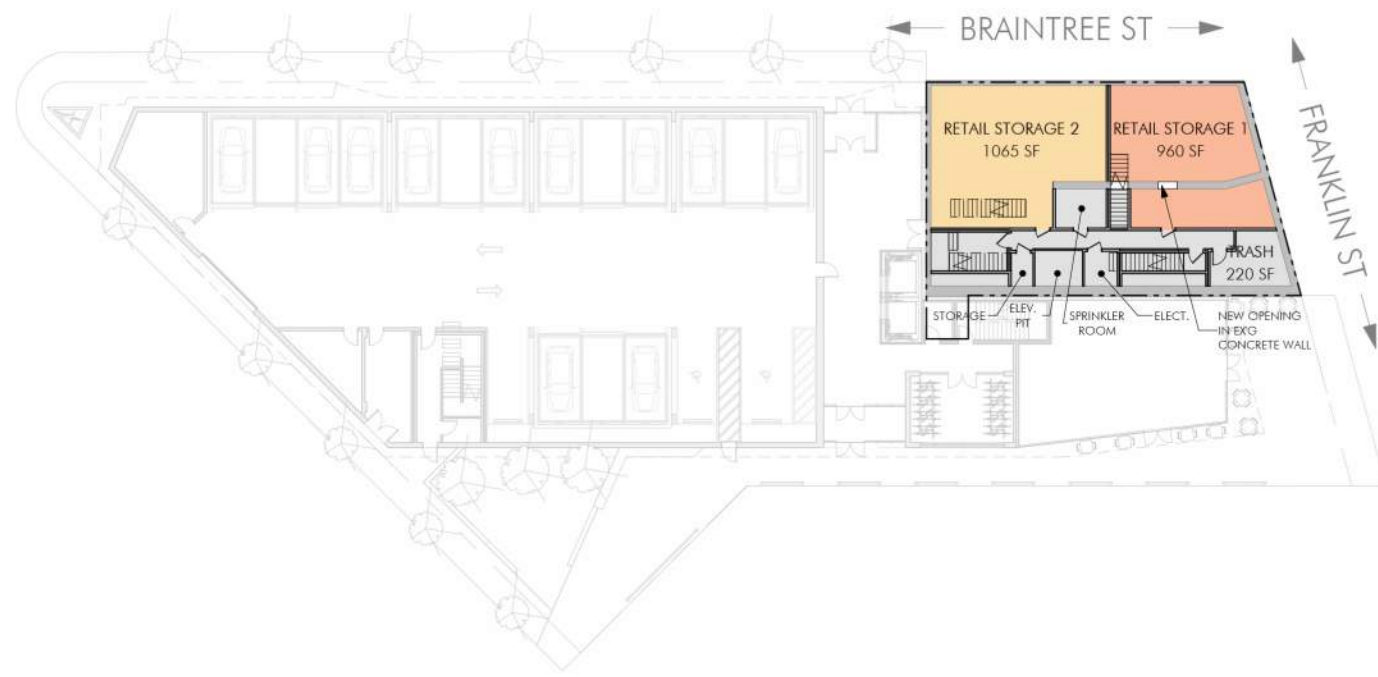 BRAINTREE ST
FRANKLIN ST
RETAIL STORAGE 2
1065 SF
RETAIL STORAGE 1
960 SF
TRASH
220 SF
STORAGE
ELEV.
PIT
SPRINKLER
ROOM
ELECT.
NEW OPENING
IN EX'G
CONCRETE WALL